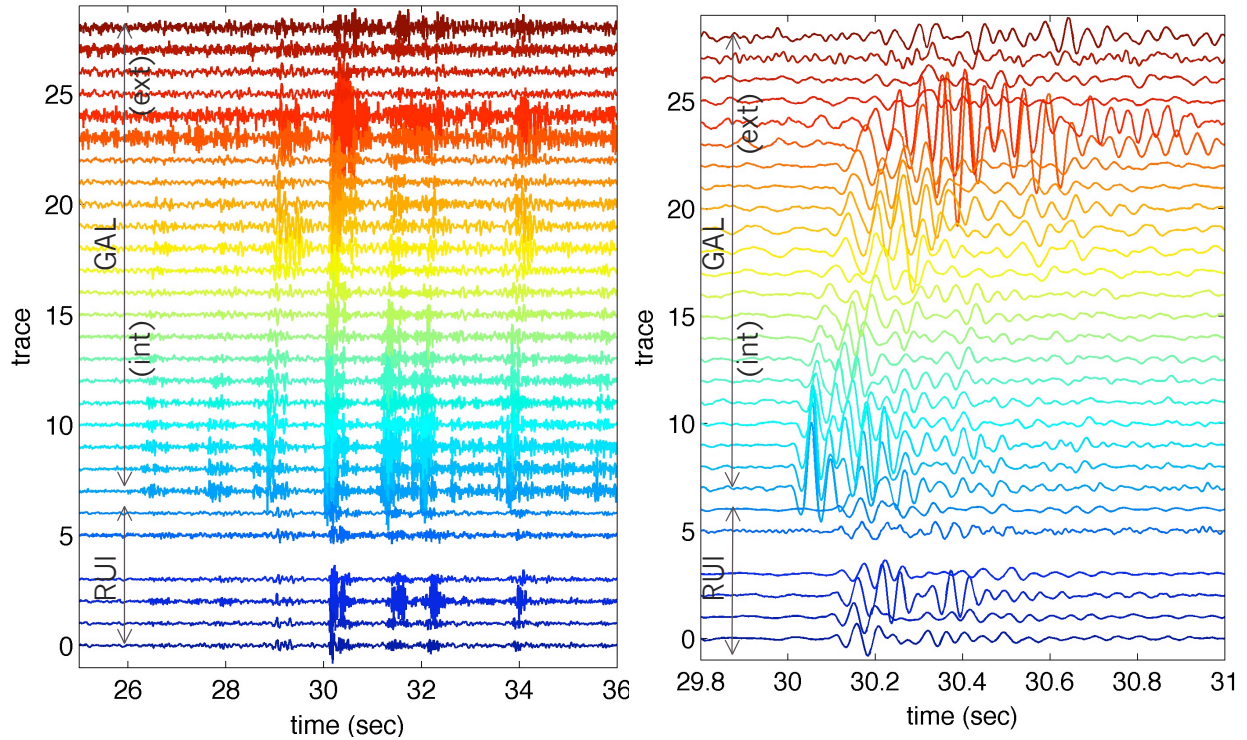 25
20
15
10
5
0
trace
(ext)
GAL
(int)
RUI
26 28 30 32 34 36
time (sec)
25
20
15
10
5
0
trace
(ext)
GAL
(int)
RUI
29.8 30 30.2 30.4 30.6 30.8 31
time (sec)